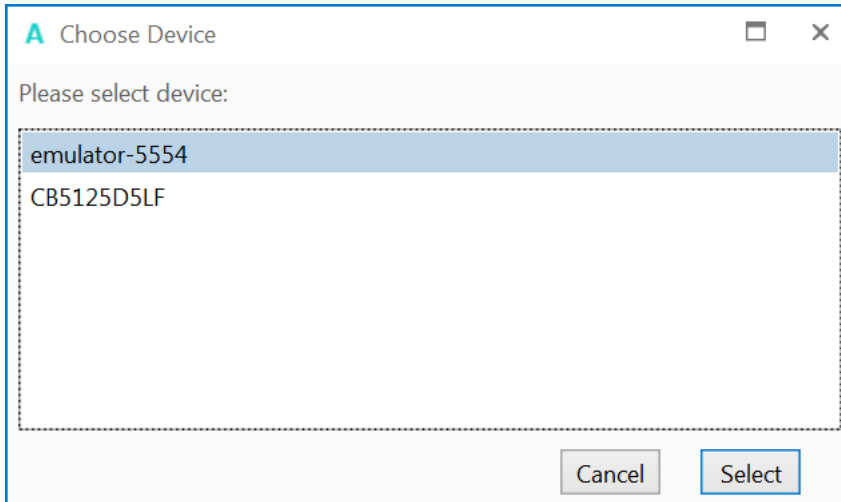 A Choose Device
Please select device:
emulator-5554
CB5125D5LF
Cancel Select